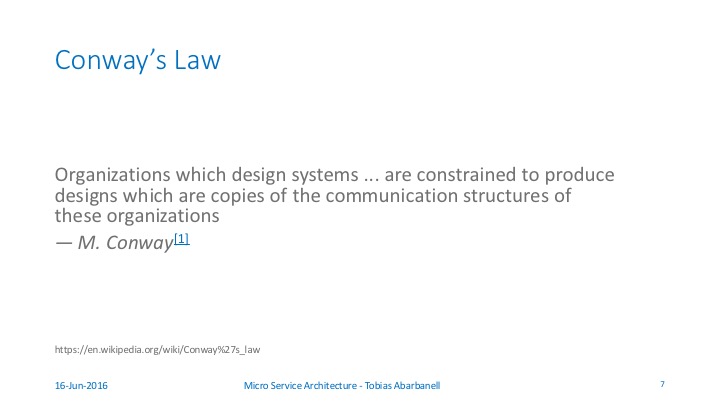 Conway’s Law
Organizations which design systems ... are constrained to produce
designs which are copies of the communication structures of
these organizations
— M. Conway[1]
https://en.wikipedia.org/wiki/Conway%27s_law
16-Jun-2016
Micro Service Architecture - Tobias Abarbanell
7